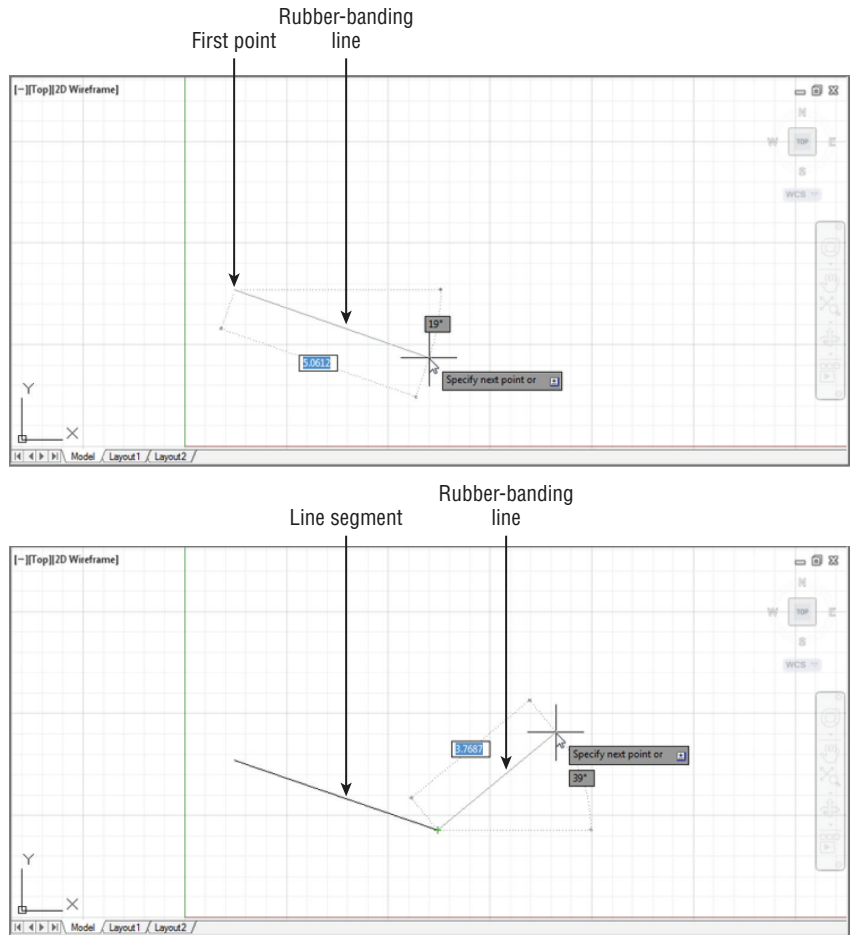 Rubber-banding
First point line
[−][Top][2D Wireframe]
N
W TOP E
S
WCS
19°
5.0612
Specify next point or
Y
X
Model Layout1 Layout2
Rubber-banding
Line segment line
[−][Top][2D Wireframe]
N
W TOP E
S
WCS
3.7687
Specify next point or
39°
Y
X
Model Layout1 Layout2